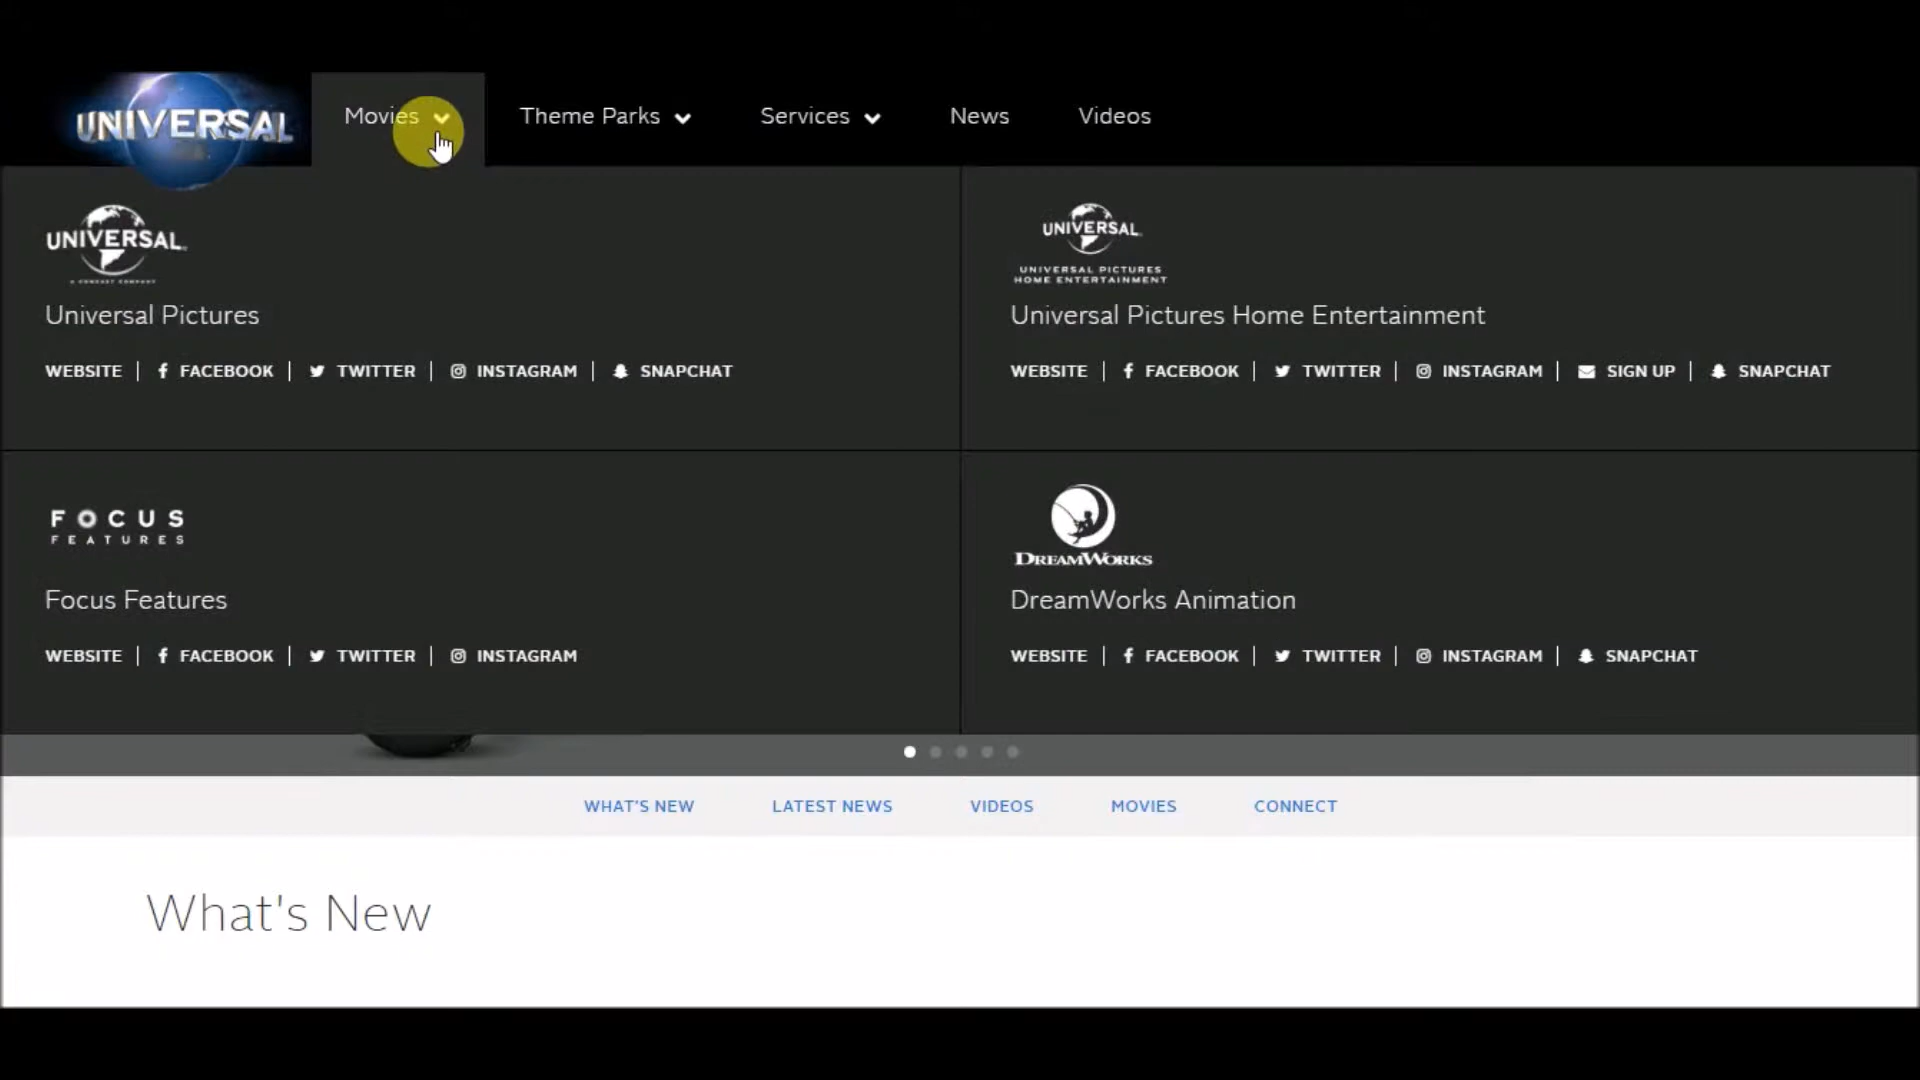 UNIVERSAL
Movies
Theme Parks
Services
News
Videos
UNIVERSAL
A COMCAST COMPANY
Universal Pictures
WEBSITE | FACEBOOK | TWITTER | INSTAGRAM | SNAPCHAT
UNIVERSAL
UNIVERSAL PICTURES
HOME ENTERTAINMENT
Universal Pictures Home Entertainment
WEBSITE | FACEBOOK | TWITTER | INSTAGRAM | SIGN UP | SNAPCHAT
FOCUS
FEATURES
Focus Features
WEBSITE | FACEBOOK | TWITTER | INSTAGRAM
DREAMWORKS
DreamWorks Animation
WEBSITE | FACEBOOK | TWITTER | INSTAGRAM | SNAPCHAT
WHAT'S NEW
LATEST NEWS
VIDEOS
MOVIES
CONNECT
What's New